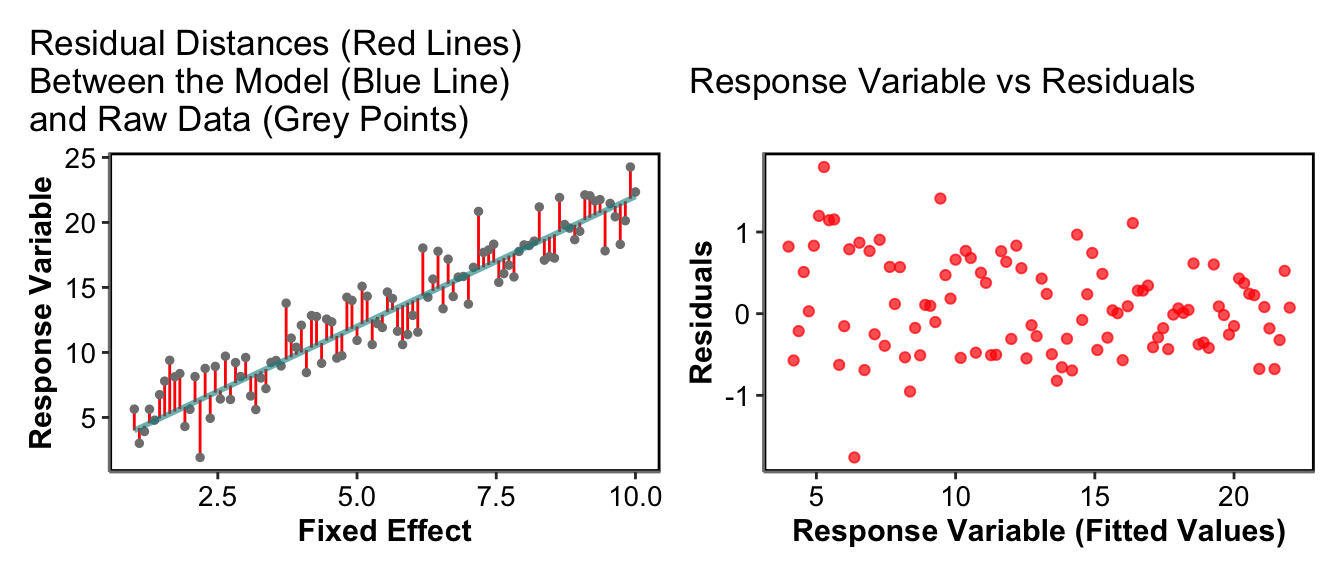 Residual Distances (Red Lines)
Between the Model (Blue Line)
and Raw Data (Grey Points)
Response Variable
25
20
15
10
5
2.5
5.0
7.5
10.0
Fixed Effect
Response Variable vs Residuals
Residuals
1
0
-1
5
10
15
20
Response Variable (Fitted Values)